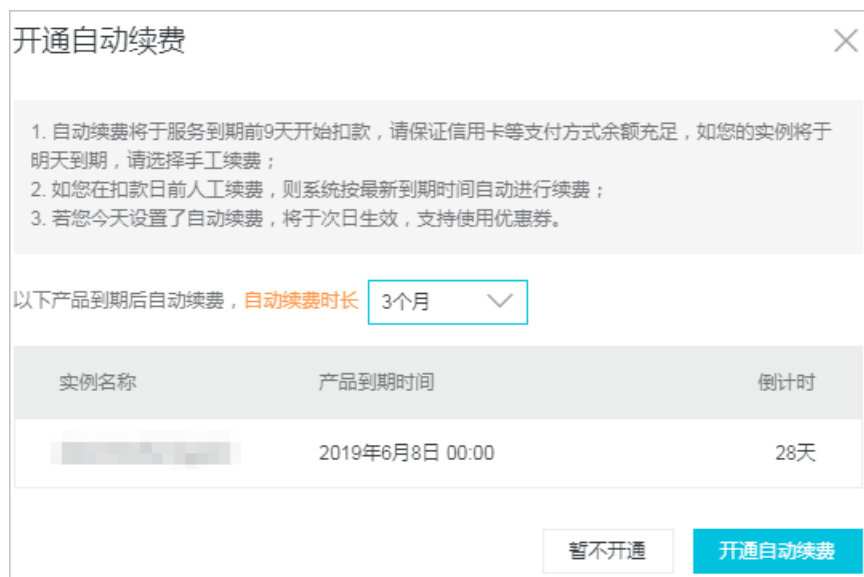 开通自动续费
1. 自动续费将于服务到期前9天开始扣款，请保证信用卡等支付方式余额充足，如您的实例将于
明天到期，请选择手工续费；
2. 如您在扣款日前人工续费，则系统按最新到期时间自动进行续费；
3. 若您今天设置了自动续费，将于次日生效，支持使用优惠券。
以下产品到期后自动续费，自动续费时长 3个月
实例名称 产品到期时间 倒计时
2019年6月8日 00:00 28天
暂不开通 开通自动续费